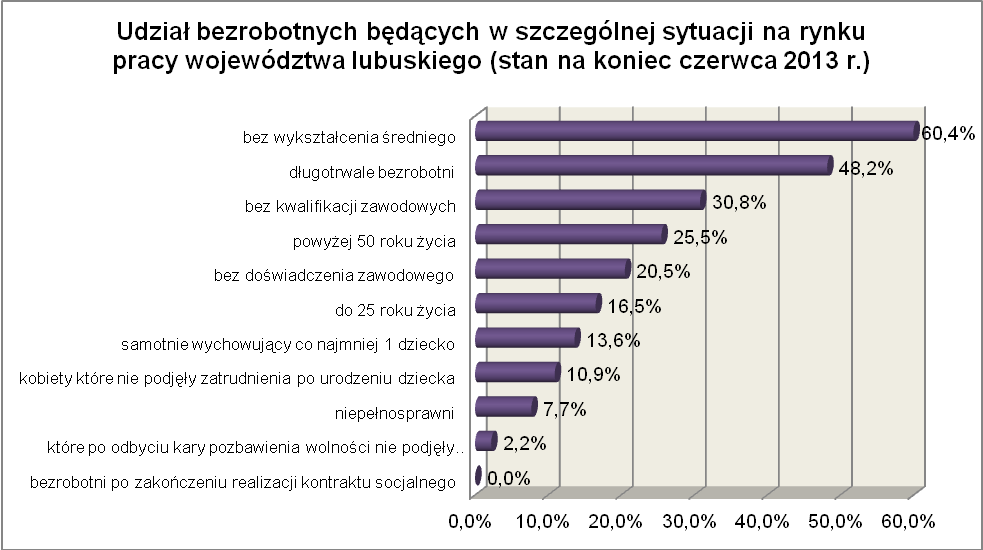 Udział bezrobotnych będących w szczególnej sytuacji na rynku
pracy województwa lubuskiego (stan na koniec czerwca 2013 r.)
bez wykształcenia średniego 60,4%
długotrwale bezrobotni 48,2%
bez kwalifikacji zawodowych 30,8%
powyżej 50 roku życia 25,5%
bez doświadczenia zawodowego 20,5%
do 25 roku życia 16,5%
samotnie wychowujący co najmniej 1 dziecko 13,6%
kobiety które nie podjęły zatrudnienia po urodzeniu dziecka 10,9%
niepełnosprawni 7,7%
które po odbyciu kary pozbawienia wolności nie podjęły.. 2,2%
bezrobotni po zakończeniu realizacji kontraktu socjalnego 0,0%
0,0% 10,0% 20,0% 30,0% 40,0% 50,0% 60,0%